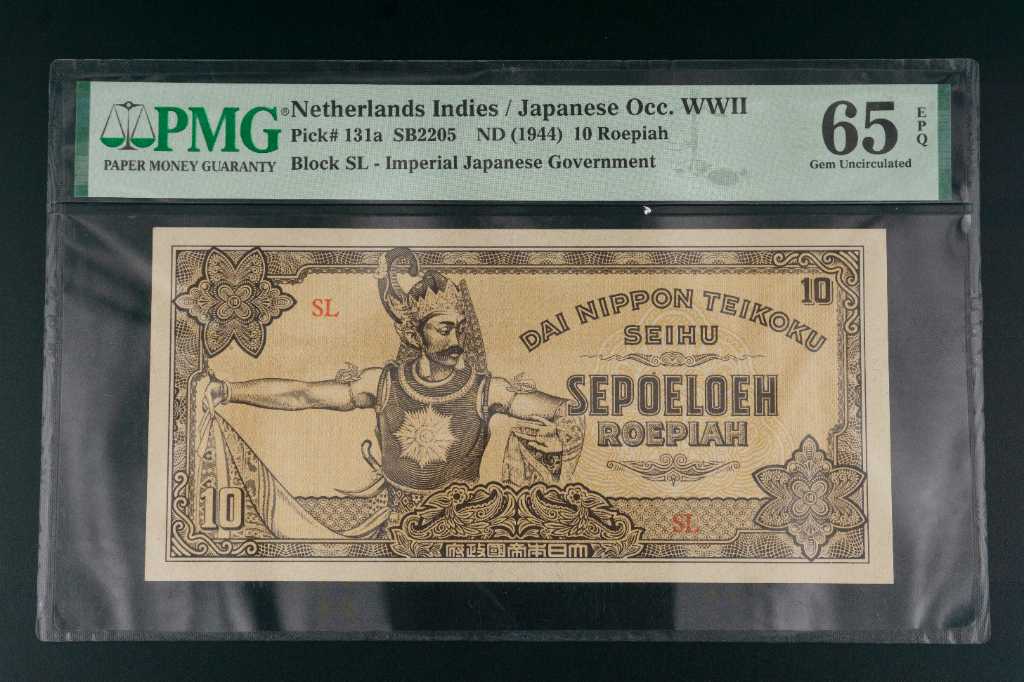 PMG®
PAPER MONEY GUARANTY
Netherlands Indies / Japanese Occ. WWII
Pick# 131a SB2205 ND (1944) 10 Roepiah
Block SL - Imperial Japanese Government
65
EPQ
Gem Uncirculated
10
SL
DAI NIPPON TEIKOKU
SEIHU
SEPOELOEH
ROEPIAH
10
SL
府政國帝本日大